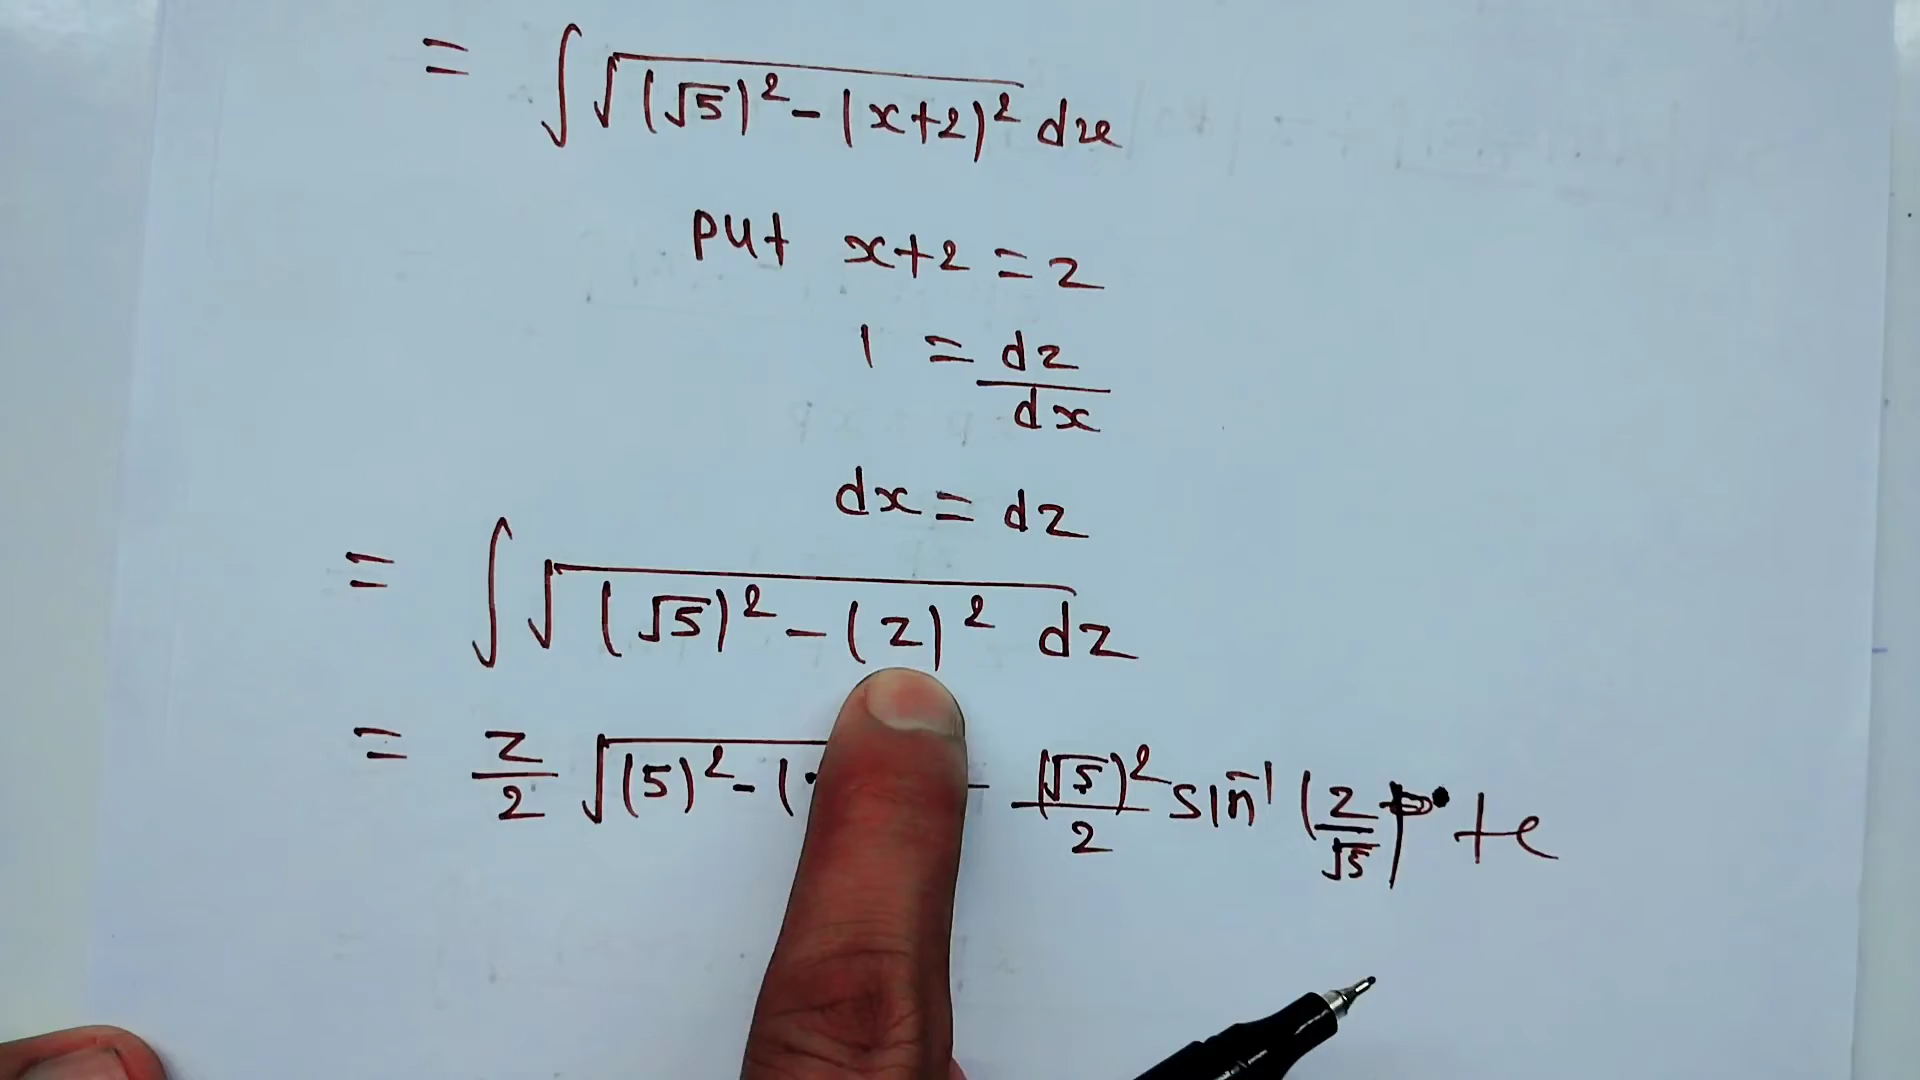 = ∫√(√5)² - (x+2)² dx
put x+2 = z
1 = dz/dx
dx = dz
= ∫√(√5)² - (z)² dz
= z/2 √(5)² - ( - (√5)²/2 sin⁻¹ (z/√5) + c